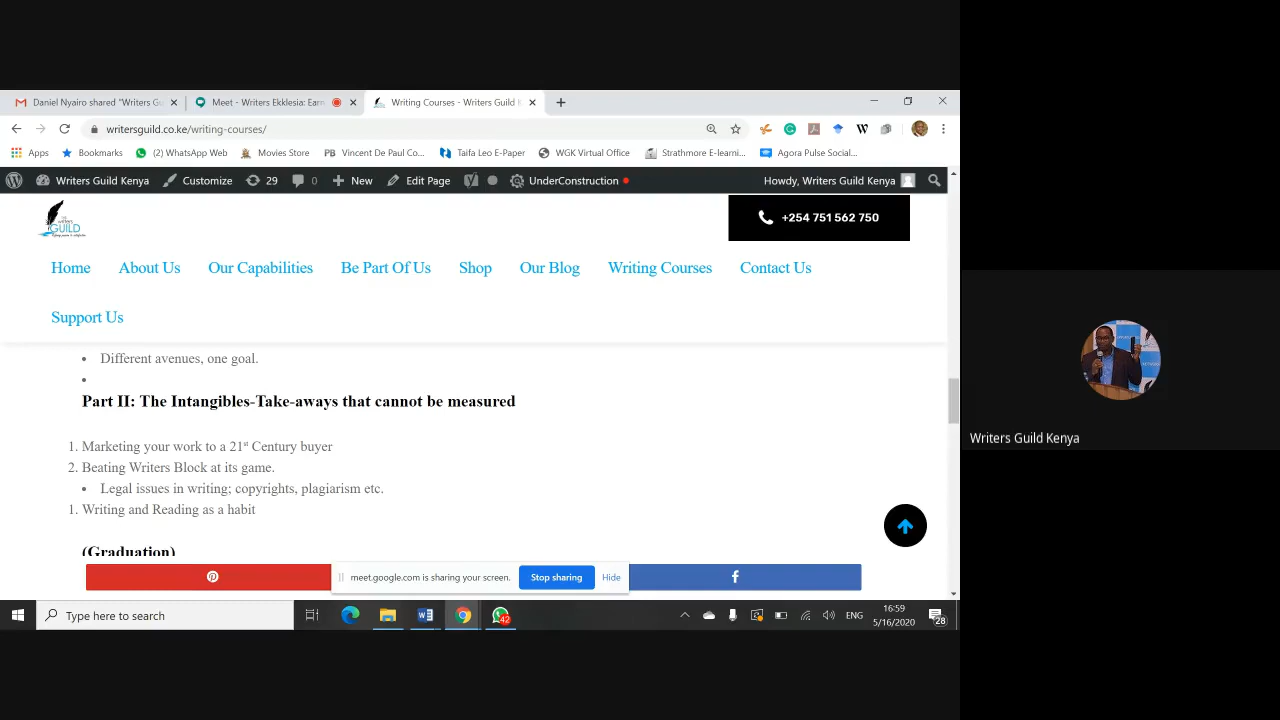 Daniel Nyairo shared "Writers Gu
Meet - Writers Ekklesia: Earn
Writing Courses - Writers Guild K
writersguild.co.ke/writing-courses/
Apps
Bookmarks
(2) WhatsApp Web
Movies Store
PB Vincent De Paul Co...
Taifa Leo E-Paper
WGK Virtual Office
Strathmore E-learni...
Agora Pulse Social...
Writers Guild Kenya
Customize
29
0
New
Edit Page
UnderConstruction
Howdy, Writers Guild Kenya
writers
GUILD
+254 751 562 750
Home
About Us
Our Capabilities
Be Part Of Us
Shop
Our Blog
Writing Courses
Contact Us
Support Us
• Different avenues, one goal.
•
Part II: The Intangibles-Take-aways that cannot be measured
1. Marketing your work to a 21st Century buyer
2. Beating Writers Block at its game.
• Legal issues in writing; copyrights, plagiarism etc.
1. Writing and Reading as a habit
(Graduation)
meet.google.com is sharing your screen.
Stop sharing
Hide
Type here to search
42
ENG
16:59
5/16/2020
28
Writers Guild Kenya